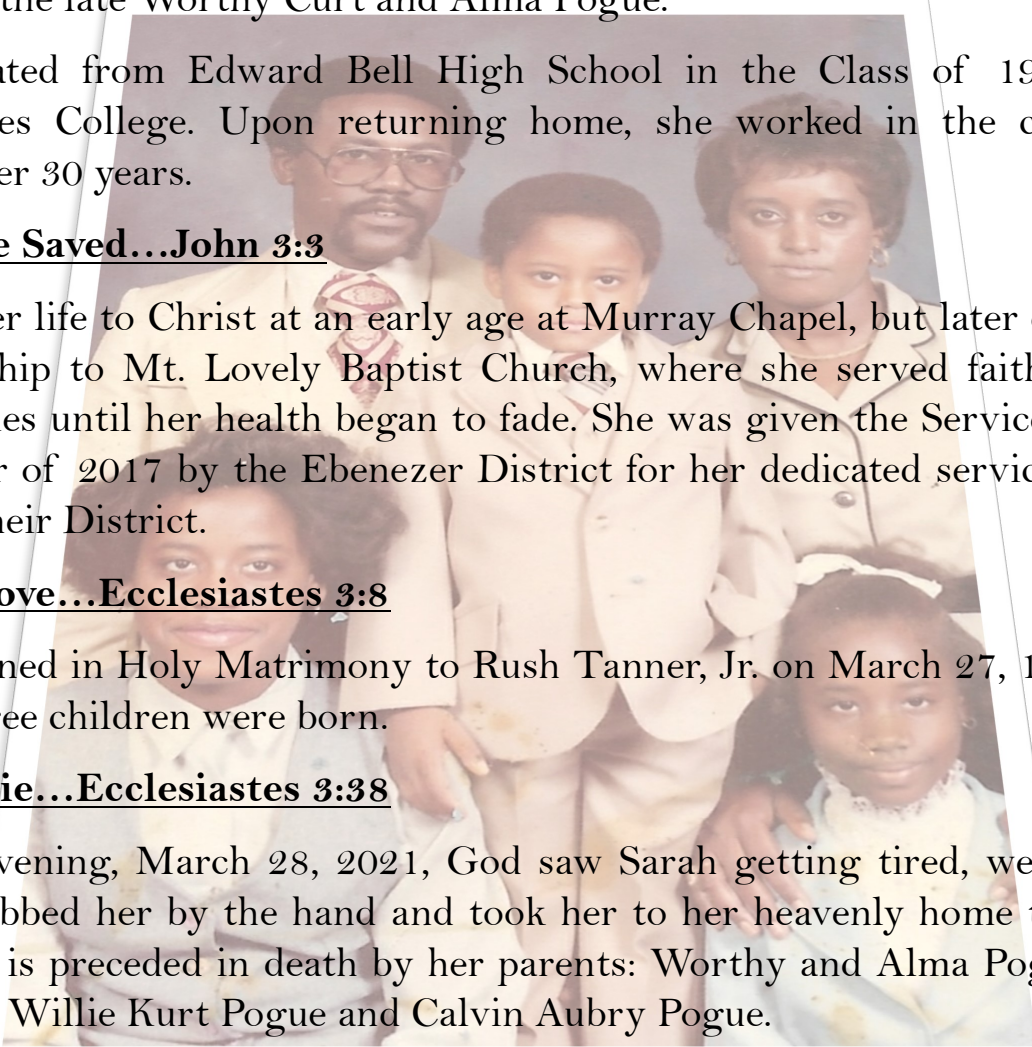 the late Worthy Curt and Alma Pogue.
ated from Edward Bell High School in the Class of 19
es College. Upon returning home, she worked in the c
er 30 years.
e Saved…John 3:3
er life to Christ at an early age at Murray Chapel, but later
hip to Mt. Lovely Baptist Church, where she served faith
es until her health began to fade. She was given the Service
r of 2017 by the Ebenezer District for her dedicated servic
heir District.
ove…Ecclesiastes 3:8
ned in Holy Matrimony to Rush Tanner, Jr. on March 27, 1
ree children were born.
ie…Ecclesiastes 3:38
vening, March 28, 2021, God saw Sarah getting tired, we
bbed her by the hand and took her to her heavenly home
is preceded in death by her parents: Worthy and Alma Pog
Willie Kurt Pogue and Calvin Aubry Pogue.